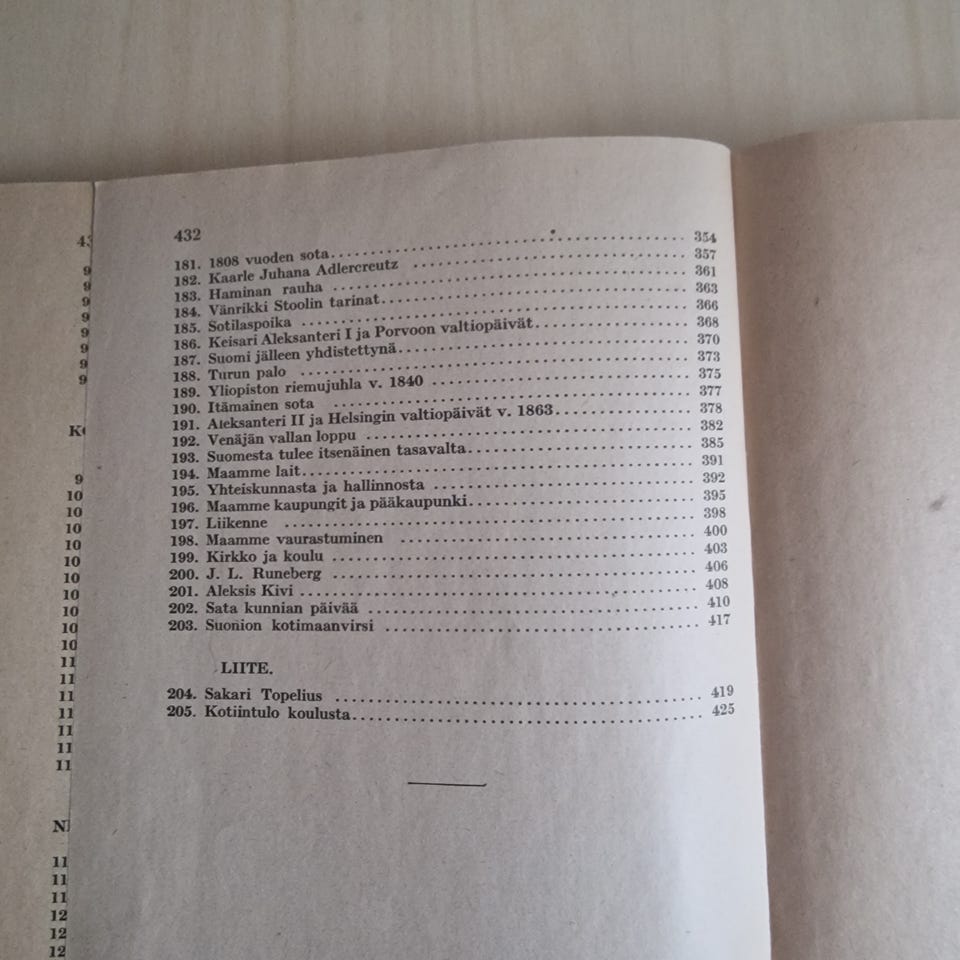 432
181. 1808 vuoden sota........................................ 354
182. Kaarle Juhana Adlercreutz ........................................ 357
183. Haminan rauha ........................................ 361
184. Vänrikki Stoolin tarinat........................................ 363
185. Sotilaspoika ........................................ 366
186. Keisari Aleksanteri I ja Porvoon valtiopäivät.................... 368
187. Suomi jälleen yhdistettynä........................................ 370
188. Turun palo ........................................ 373
189. Yliopiston riemujuhla v. 1840 .............................. 375
190. Itämainen sota ........................................ 377
191. Aleksanteri II ja Helsingin valtiopäivät v. 1863.................... 378
192. Venäjän vallan loppu ........................................ 382
193. Suomesta tulee itsenäinen tasavalta.............................. 385
194. Maamme lait........................................ 391
195. Yhteiskunnasta ja hallinnosta .............................. 392
196. Maamme kaupungit ja pääkaupunki.............................. 395
197. Liikenne ........................................ 398
198. Maamme vaurastuminen .............................. 400
199. Kirkko ja koulu ........................................ 403
200. J. L. Runeberg ........................................ 406
201. Aleksis Kivi ........................................ 408
202. Sata kunnian päivää ........................................ 410
203. Suonion kotimaanvirsi ........................................ 417
LIITE.
204. Sakari Topelius ........................................ 419
205. Kotiintulo koulusta........................................ 425